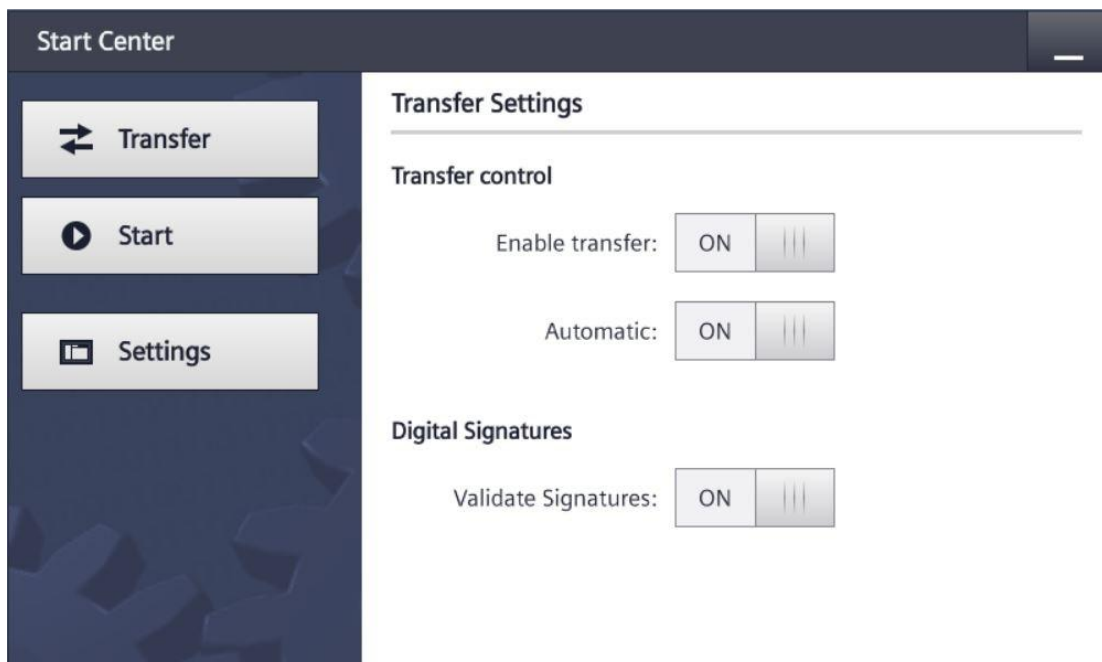 Start Center
Transfer
Start
Settings
Transfer Settings
Transfer control
Enable transfer: ON
Automatic: ON
Digital Signatures
Validate Signatures: ON